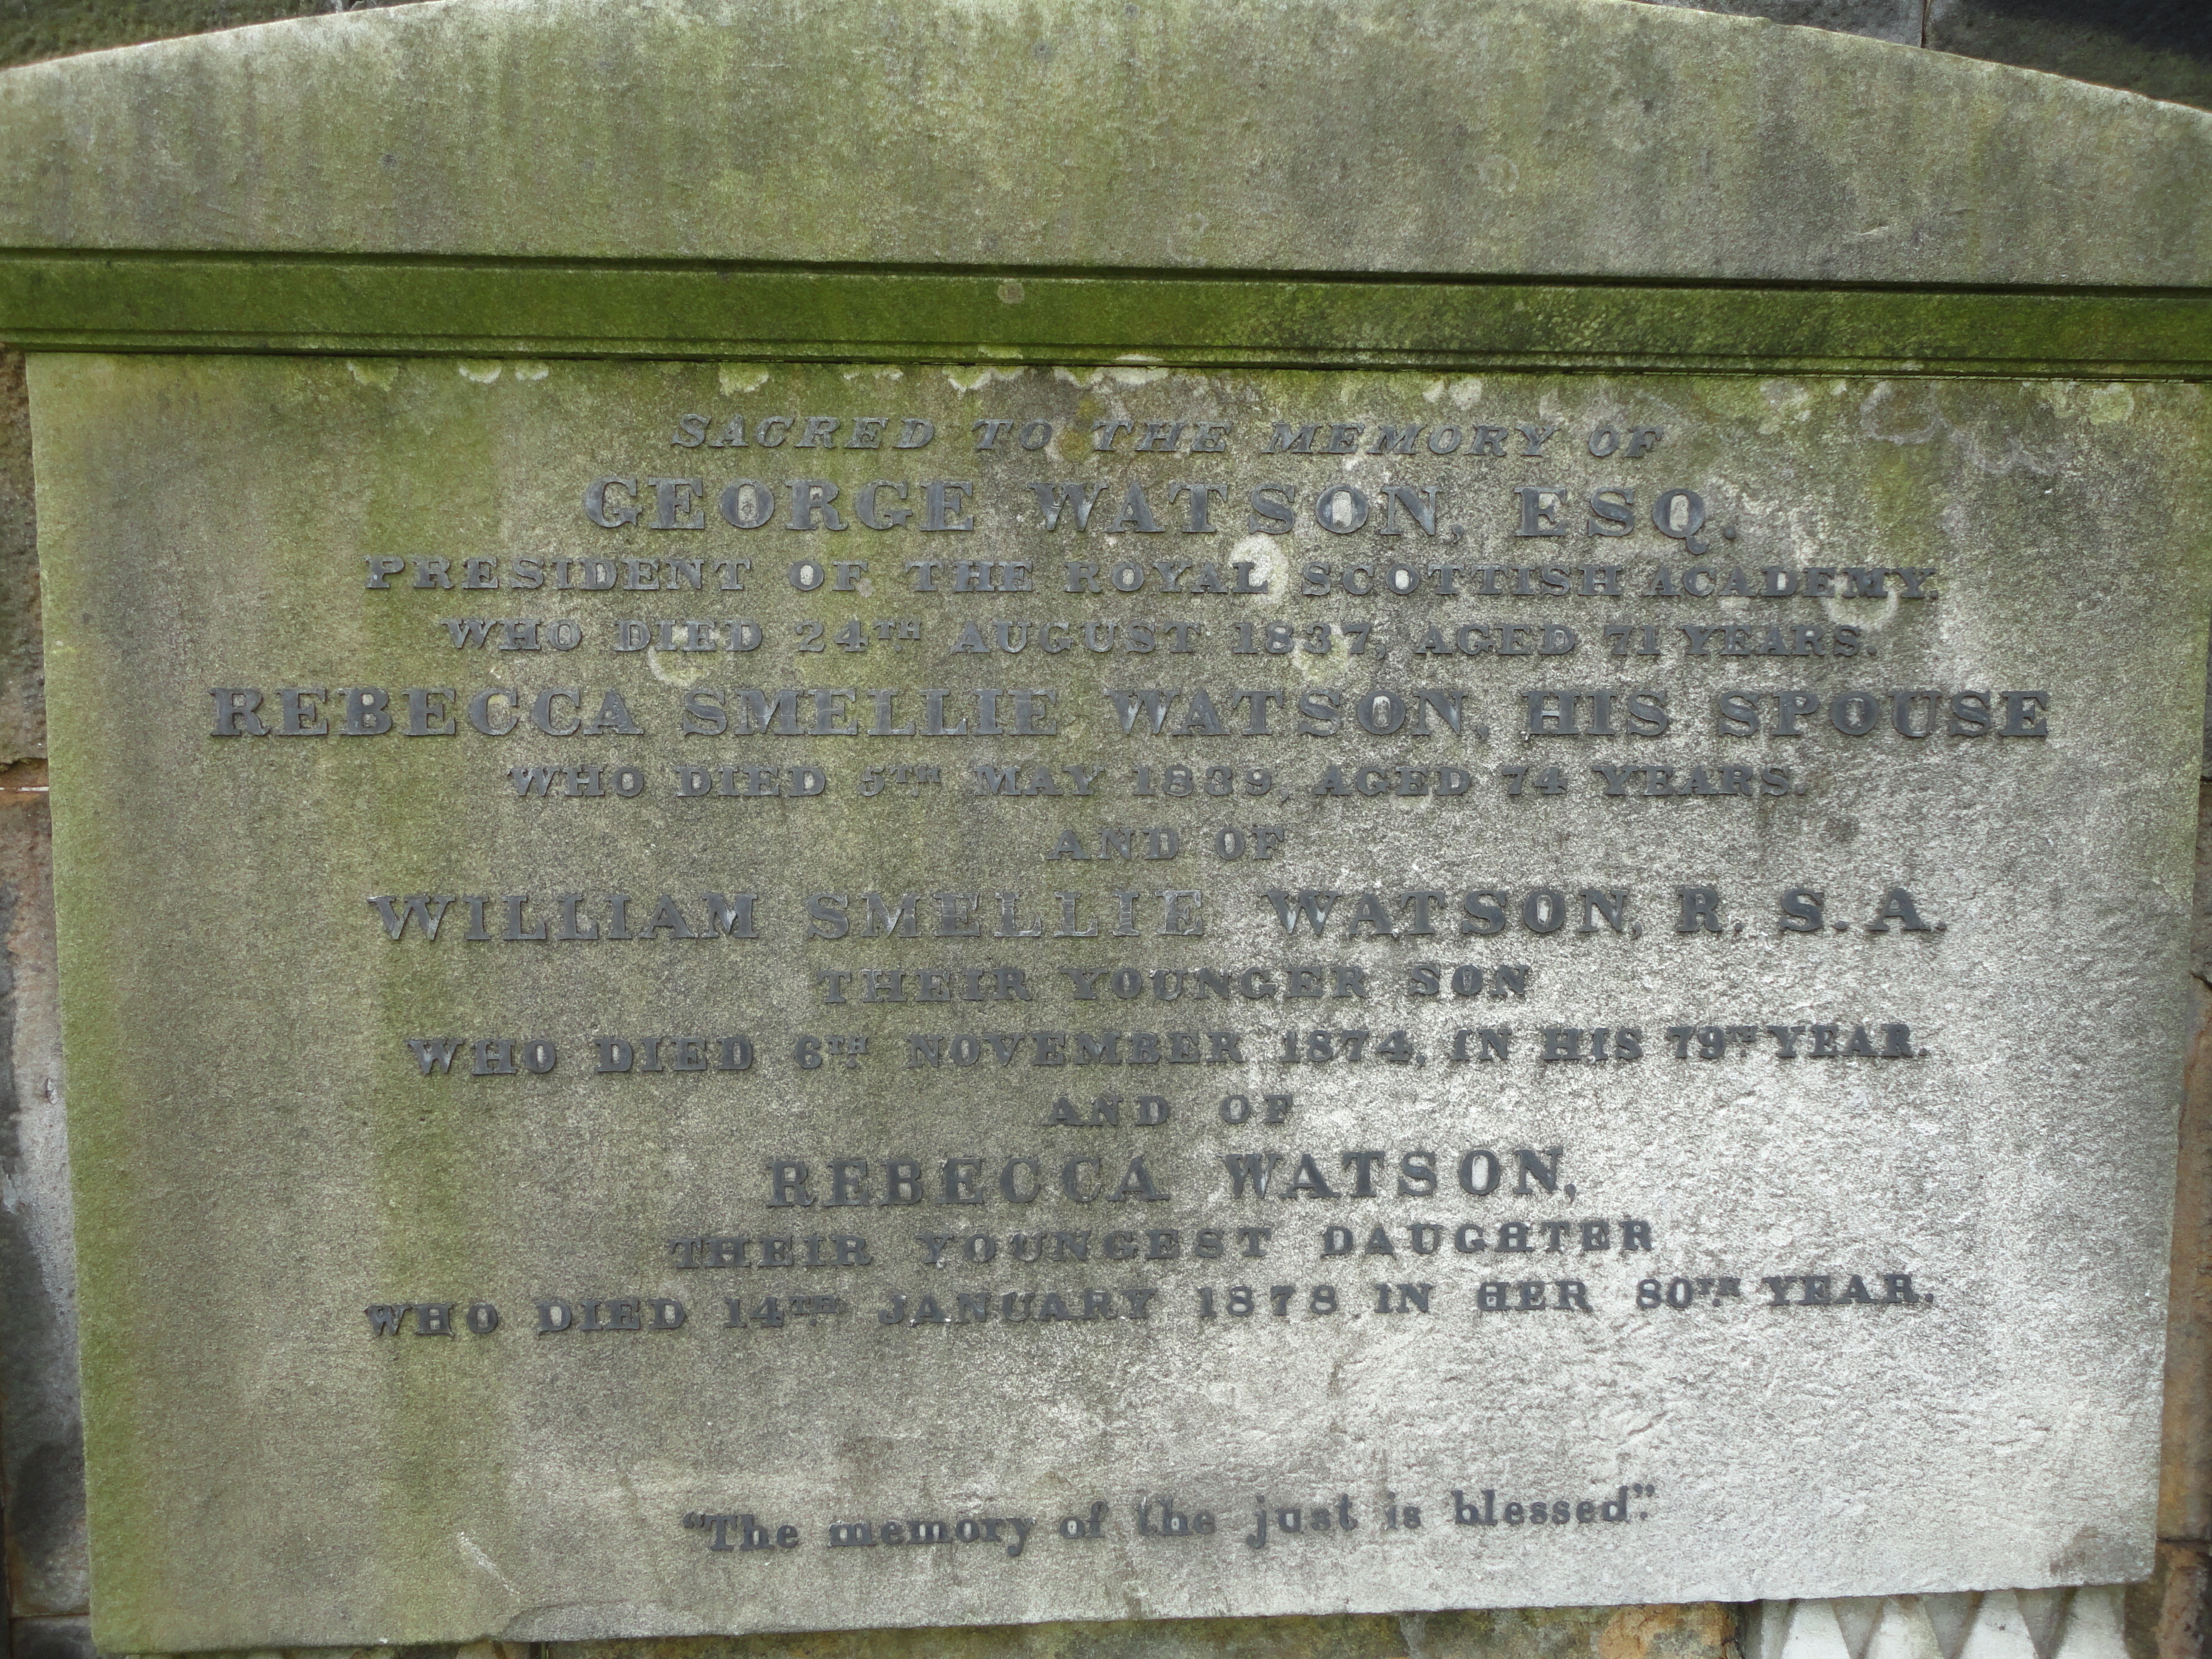 SACRED TO THE MEMORY OF
GEORGE WATSON, ESQ.
PRESIDENT OF THE ROYAL SCOTTISH ACADEMY.
WHO DIED 24TH AUGUST 1837, AGED 71 YEARS.
REBECCA SMELLIE WATSON, HIS SPOUSE
WHO DIED 5TH MAY 1839, AGED 74 YEARS.
AND OF
WILLIAM SMELLIE WATSON, R. S. A.
THEIR YOUNGER SON
WHO DIED 6TH NOVEMBER 1874, IN HIS 79TH YEAR.
AND OF
REBECCA WATSON,
THEIR YOUNGEST DAUGHTER
WHO DIED 14TH JANUARY 1878, IN HER 80TH YEAR.
"The memory of the just is blessed".